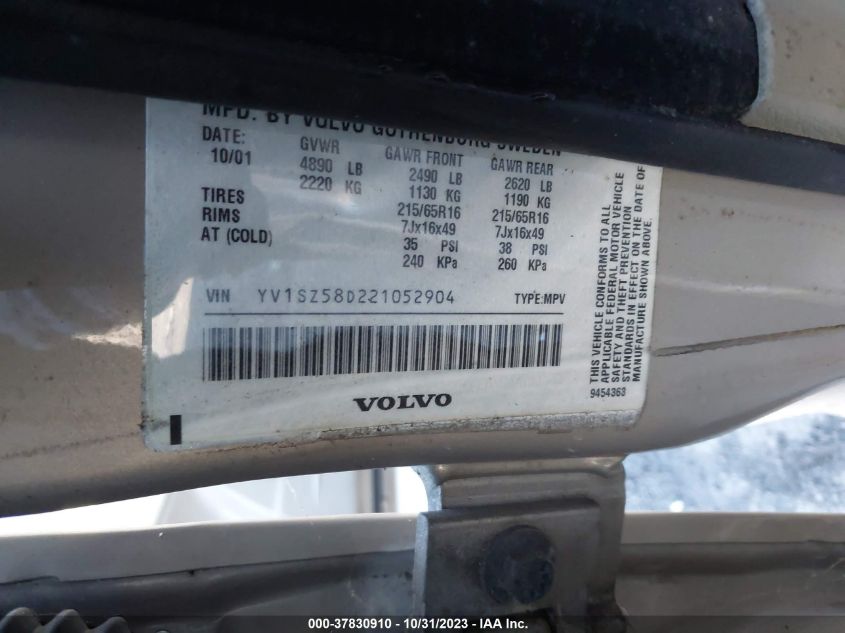 MFD. BY VOLVO GOTHENBURG SWEDEN
DATE: GVWR GAWR FRONT GAWR REAR
10/01 4890 LB 2490 LB 2620 LB
2220 KG 1130 KG 1190 KG
TIRES 215/65R16 215/65R16
RIMS 7Jx16x49 7Jx16x49
AT (COLD) 35 PSI 38 PSI
240 KPa 260 KPa
VIN YV1SZ58D221052904 TYPE:MPV
VOLVO
THIS VEHICLE CONFORMS TO ALL
APPLICABLE FEDERAL MOTOR VEHICLE
SAFETY AND THEFT PREVENTION
STANDARDS IN EFFECT ON THE DATE OF
MANUFACTURE SHOWN ABOVE.
9454363
000-37830910 - 10/31/2023 - IAA Inc.